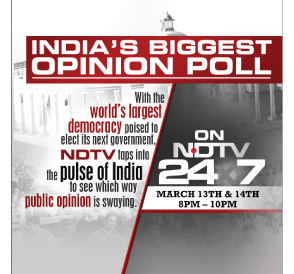 INDIA'S BIGGEST
OPINION POLL
With the
world's largest
democracy poised to
elect its next government,
NDTV taps into
the pulse of India
to see which way
public opinion is swaying.
ON
NDTV
24x7
MARCH 13TH & 14TH
8PM – 10PM